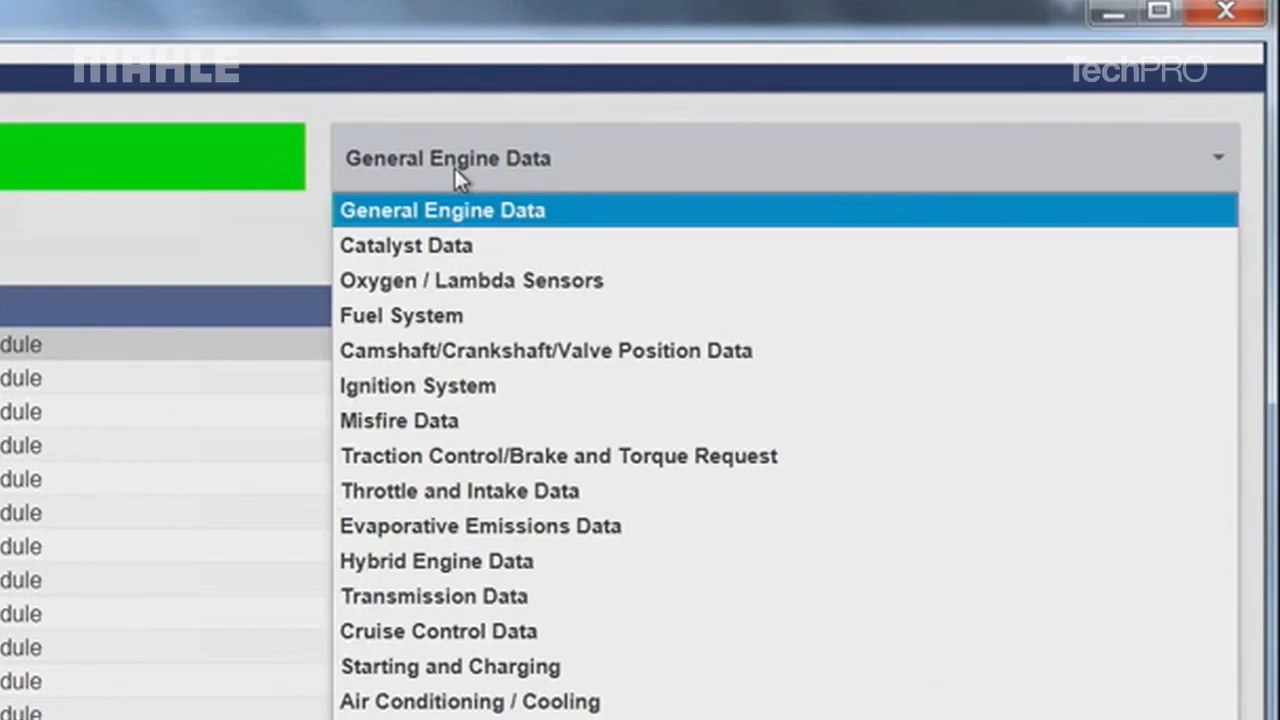 MAHLE
TechPRO
General Engine Data
General Engine Data
Catalyst Data
Oxygen / Lambda Sensors
Fuel System
Camshaft/Crankshaft/Valve Position Data
Ignition System
Misfire Data
Traction Control/Brake and Torque Request
Throttle and Intake Data
Evaporative Emissions Data
Hybrid Engine Data
Transmission Data
Cruise Control Data
Starting and Charging
Air Conditioning / Cooling
dule
dule
dule
dule
dule
dule
dule
dule
dule
dule
dule
dule